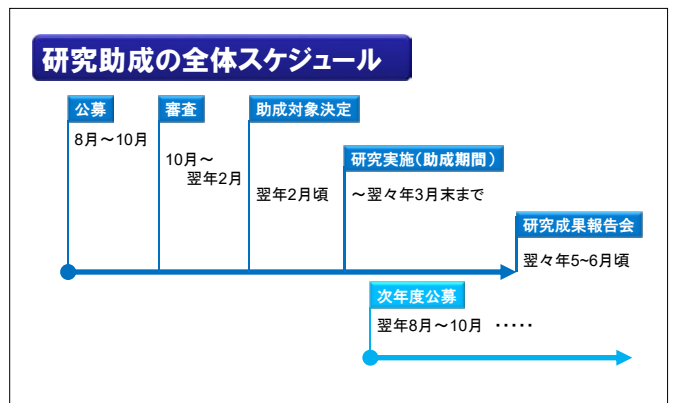 研究助成の全体スケジュール
公募
8月～10月
審査
10月～
翌年2月
助成対象決定
翌年2月頃
研究実施（助成期間）
～翌々年3月末まで
研究成果報告会
翌々年5~6月頃
次年度公募
翌年8月～10月 ・・・・・